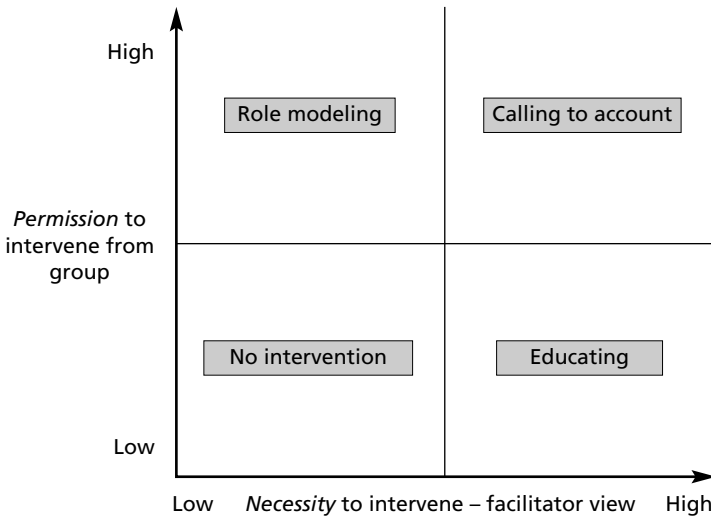 High
Role modeling
Calling to account
Permission to
intervene from
group
No intervention
Educating
Low
Low
Necessity to intervene – facilitator view
High